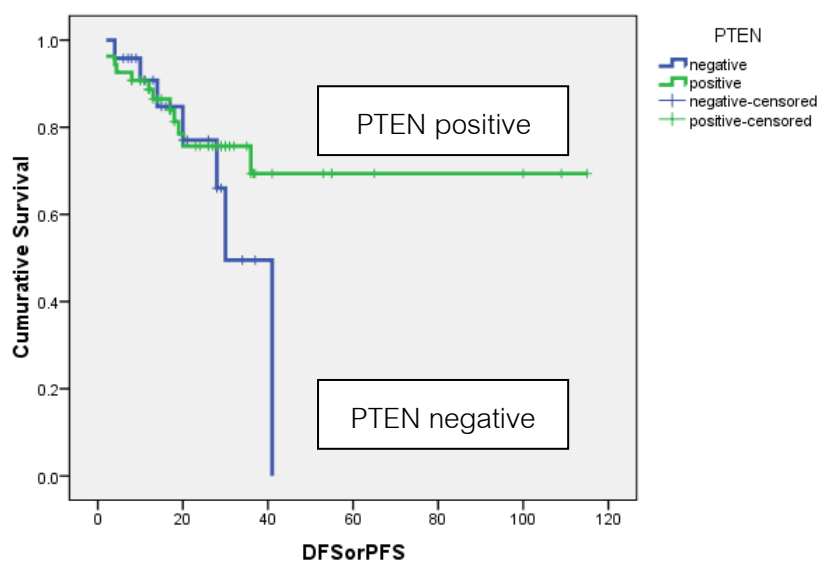 PTEN
negative
positive
negative-censored
positive-censored
1.0
0.8
0.6
0.4
0.2
0.0
Cumurative Survival
PTEN positive
PTEN negative
0 20 40 60 80 100 120
DFSorPFS